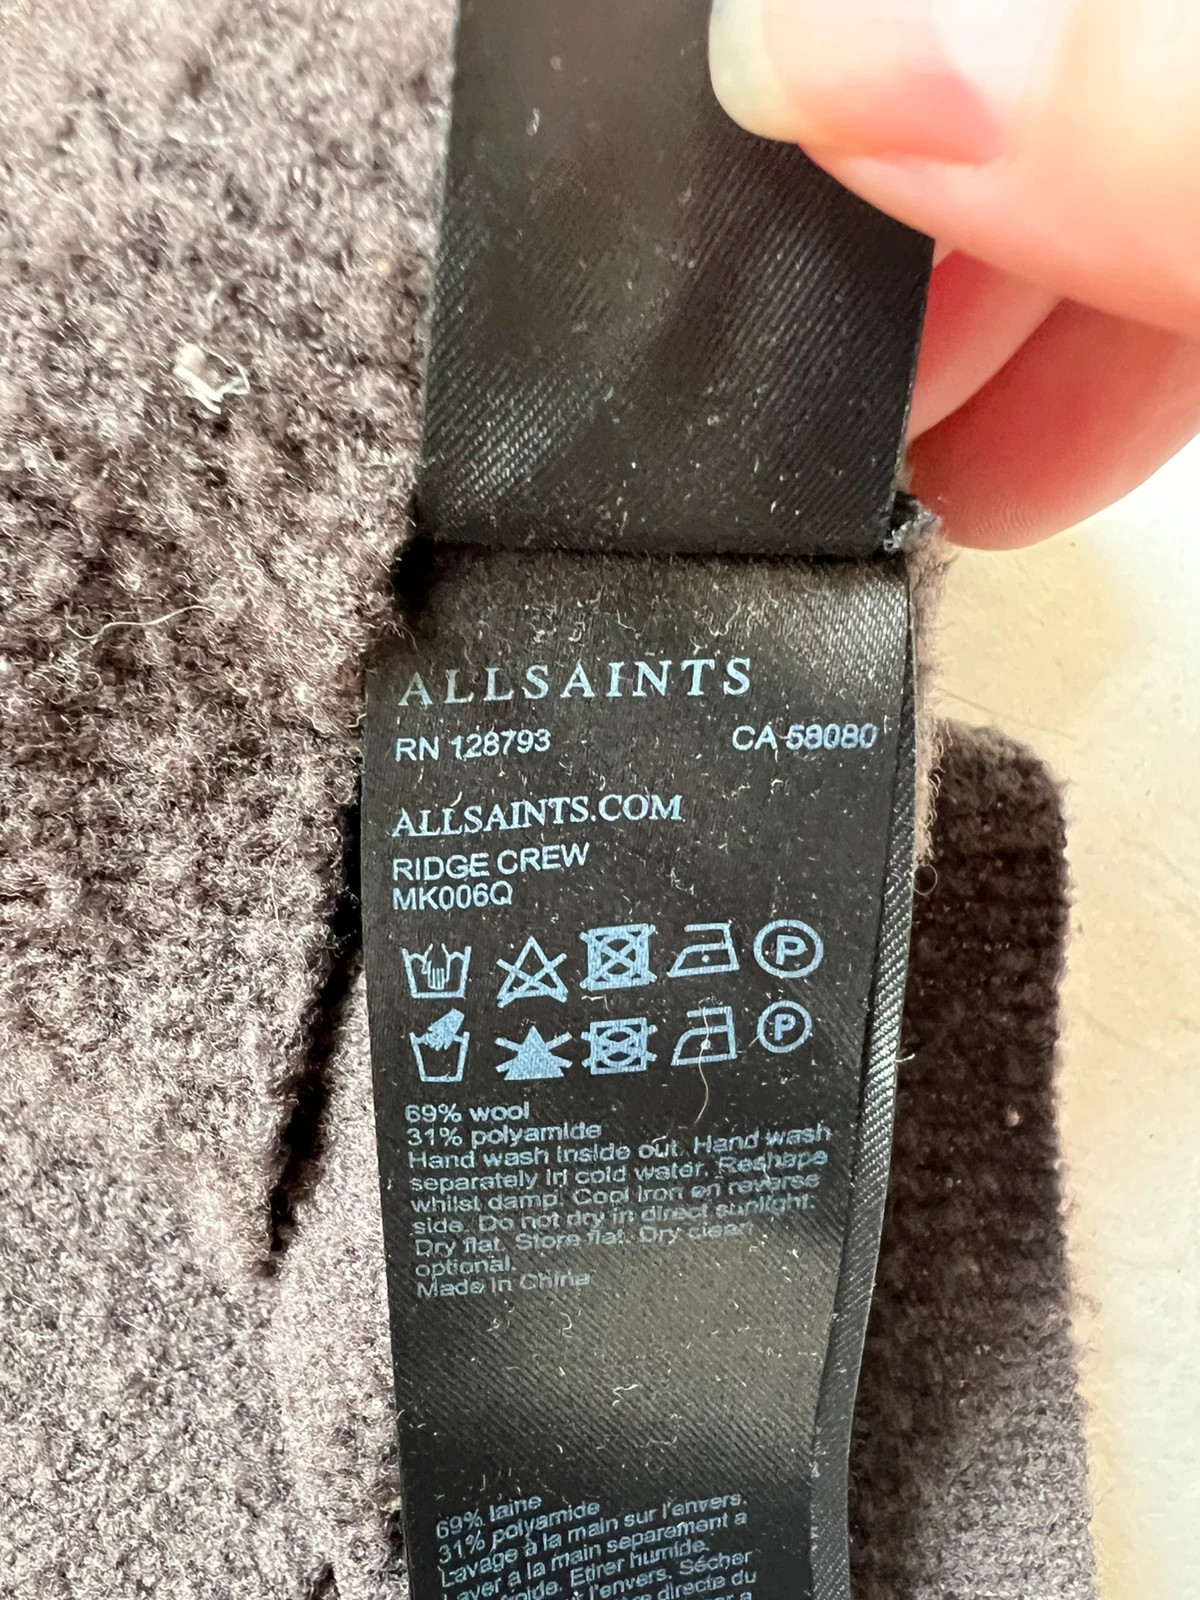 ALLSAINTS
RN 128793 CA 58080
ALLSAINTS.COM
RIDGE CREW
MK006Q
P
P
69% wool
31% polyamide
Hand wash inside out. Hand wash
separately in cold water. Reshape
whilst damp. Cool iron on reverse
side. Do not dry in direct sunlight.
Dry flat. Store flat. Dry clean
optional.
Made in China
69% laine
31% polyamide
Lavage à la main sur l'envers.
Laver a la main separement a
Etirer humide.
l'envers. Sécher
directe du
a